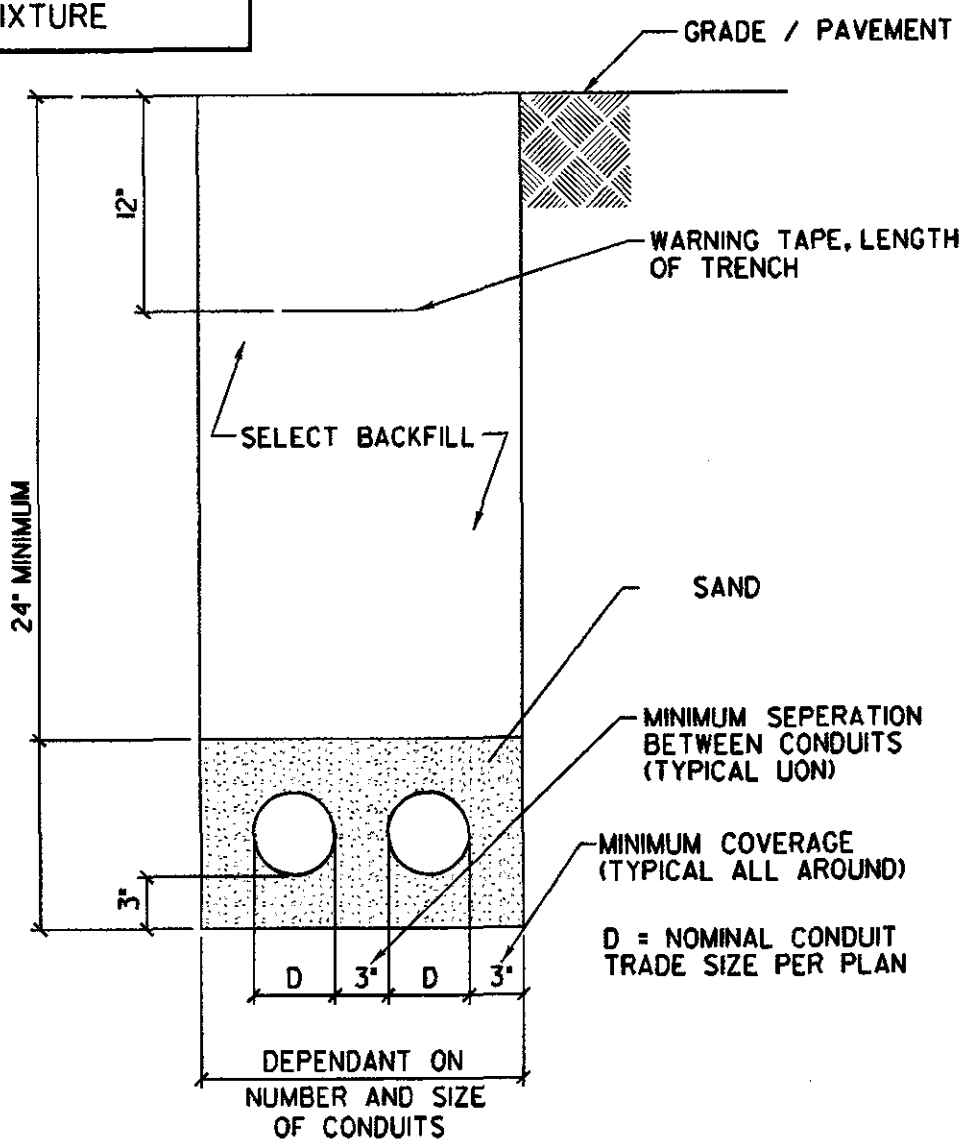 IXTURE
GRADE / PAVEMENT
12"
WARNING TAPE, LENGTH
OF TRENCH
SELECT BACKFILL
24" MINIMUM
SAND
MINIMUM SEPERATION
BETWEEN CONDUITS
(TYPICAL UON)
MINIMUM COVERAGE
(TYPICAL ALL AROUND)
3"
D = NOMINAL CONDUIT
TRADE SIZE PER PLAN
D 3" D 3"
DEPENDANT ON
NUMBER AND SIZE
OF CONDUITS